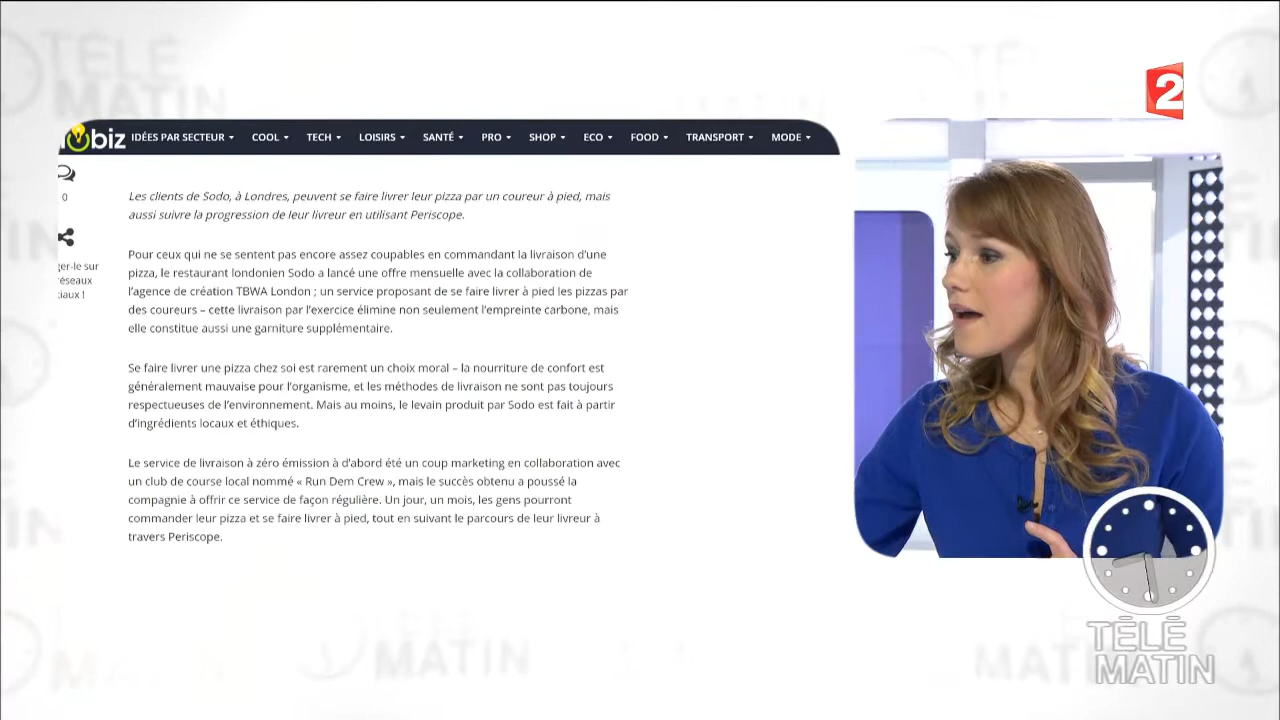 TÉLÉ
MATIN
2
biz IDÉES PAR SECTEUR COOL TECH LOISIRS SANTÉ PRO SHOP ECO FOOD TRANSPORT MODE
0
ger-le sur
réseaux
ciaux !
Les clients de Sodo, à Londres, peuvent se faire livrer leur pizza par un coureur à pied, mais
aussi suivre la progression de leur livreur en utilisant Periscope.
Pour ceux qui ne se sentent pas encore assez coupables en commandant la livraison d'une
pizza, le restaurant londonien Sodo a lancé une offre mensuelle avec la collaboration de
l'agence de création TBWA London ; un service proposant de se faire livrer à pied les pizzas par
des coureurs – cette livraison par l'exercice élimine non seulement l'empreinte carbone, mais
elle constitue aussi une garniture supplémentaire.
Se faire livrer une pizza chez soi est rarement un choix moral – la nourriture de confort est
généralement mauvaise pour l'organisme, et les méthodes de livraison ne sont pas toujours
respectueuses de l'environnement. Mais au moins, le levain produit par Sodo est fait à partir
d'ingrédients locaux et éthiques.
Le service de livraison à zéro émission à d'abord été un coup marketing en collaboration avec
un club de course local nommé « Run Dem Crew », mais le succès obtenu a poussé la
compagnie à offrir ce service de façon régulière. Un jour, un mois, les gens pourront
commander leur pizza et se faire livrer à pied, tout en suivant le parcours de leur livreur à
travers Periscope.
MATIN
TÉLÉ
MATIN